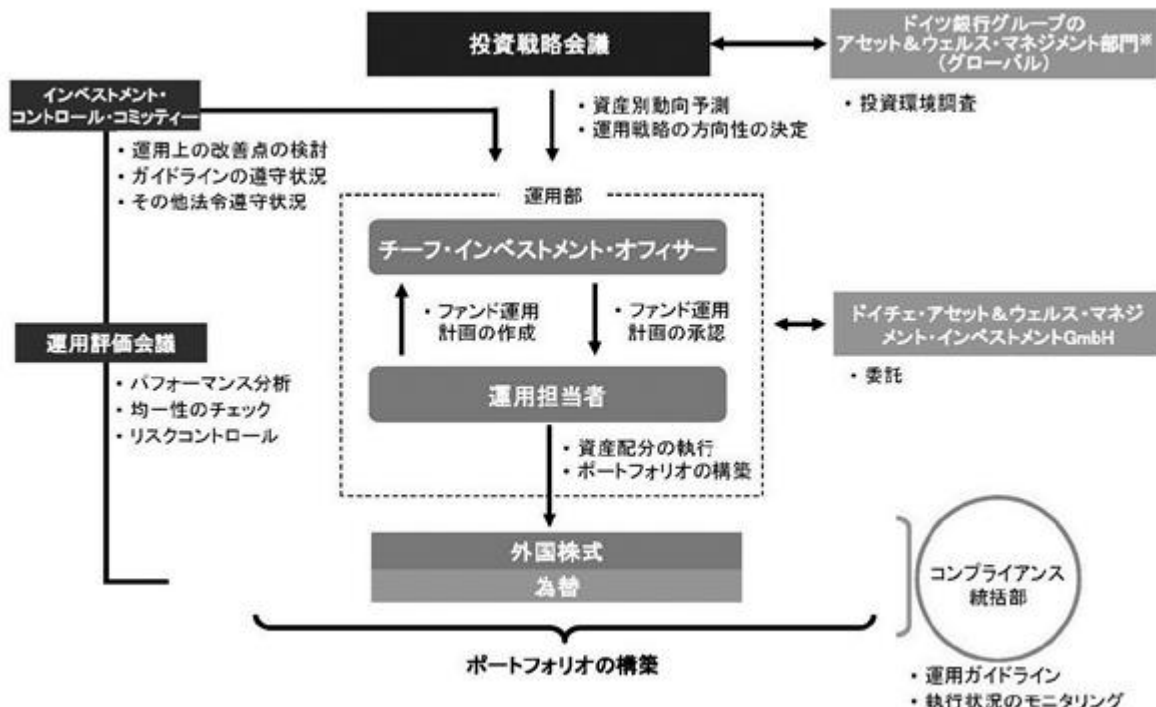 投資戦略会議
ドイツ銀行グループの
アセット&ウェルス・マネジメント部門※
(グローバル)
・投資環境調査
インベストメント・
コントロール・コミッティー
・運用上の改善点の検討
・ガイドラインの遵守状況
・その他法令遵守状況
・資産別動向予測
・運用戦略の方向性の決定
運用部
チーフ・インベストメント・オフィサー
・ファンド運用
計画の作成
・ファンド運用
計画の承認
運用担当者
・資産配分の執行
・ポートフォリオの構築
ドイチェ・アセット&ウェルス・マネジ
メント・インベストメントGmbH
・委託
運用評価会議
・パフォーマンス分析
・均一性のチェック
・リスクコントロール
外国株式
為替
ポートフォリオの構築
コンプライアンス
統括部
・運用ガイドライン
・執行状況のモニタリング